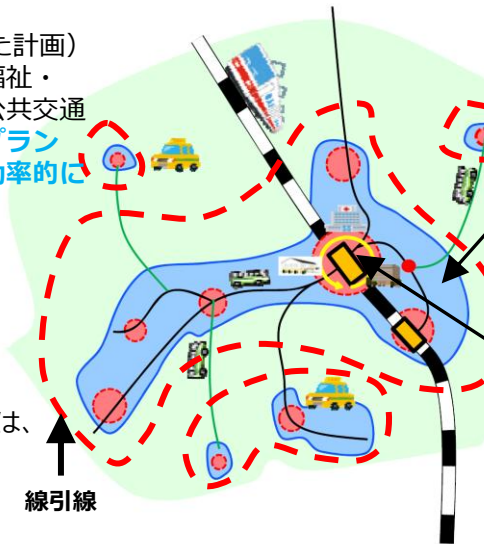 た計画）
福祉・
公共交通
プラン
効率的に
は、
線引線